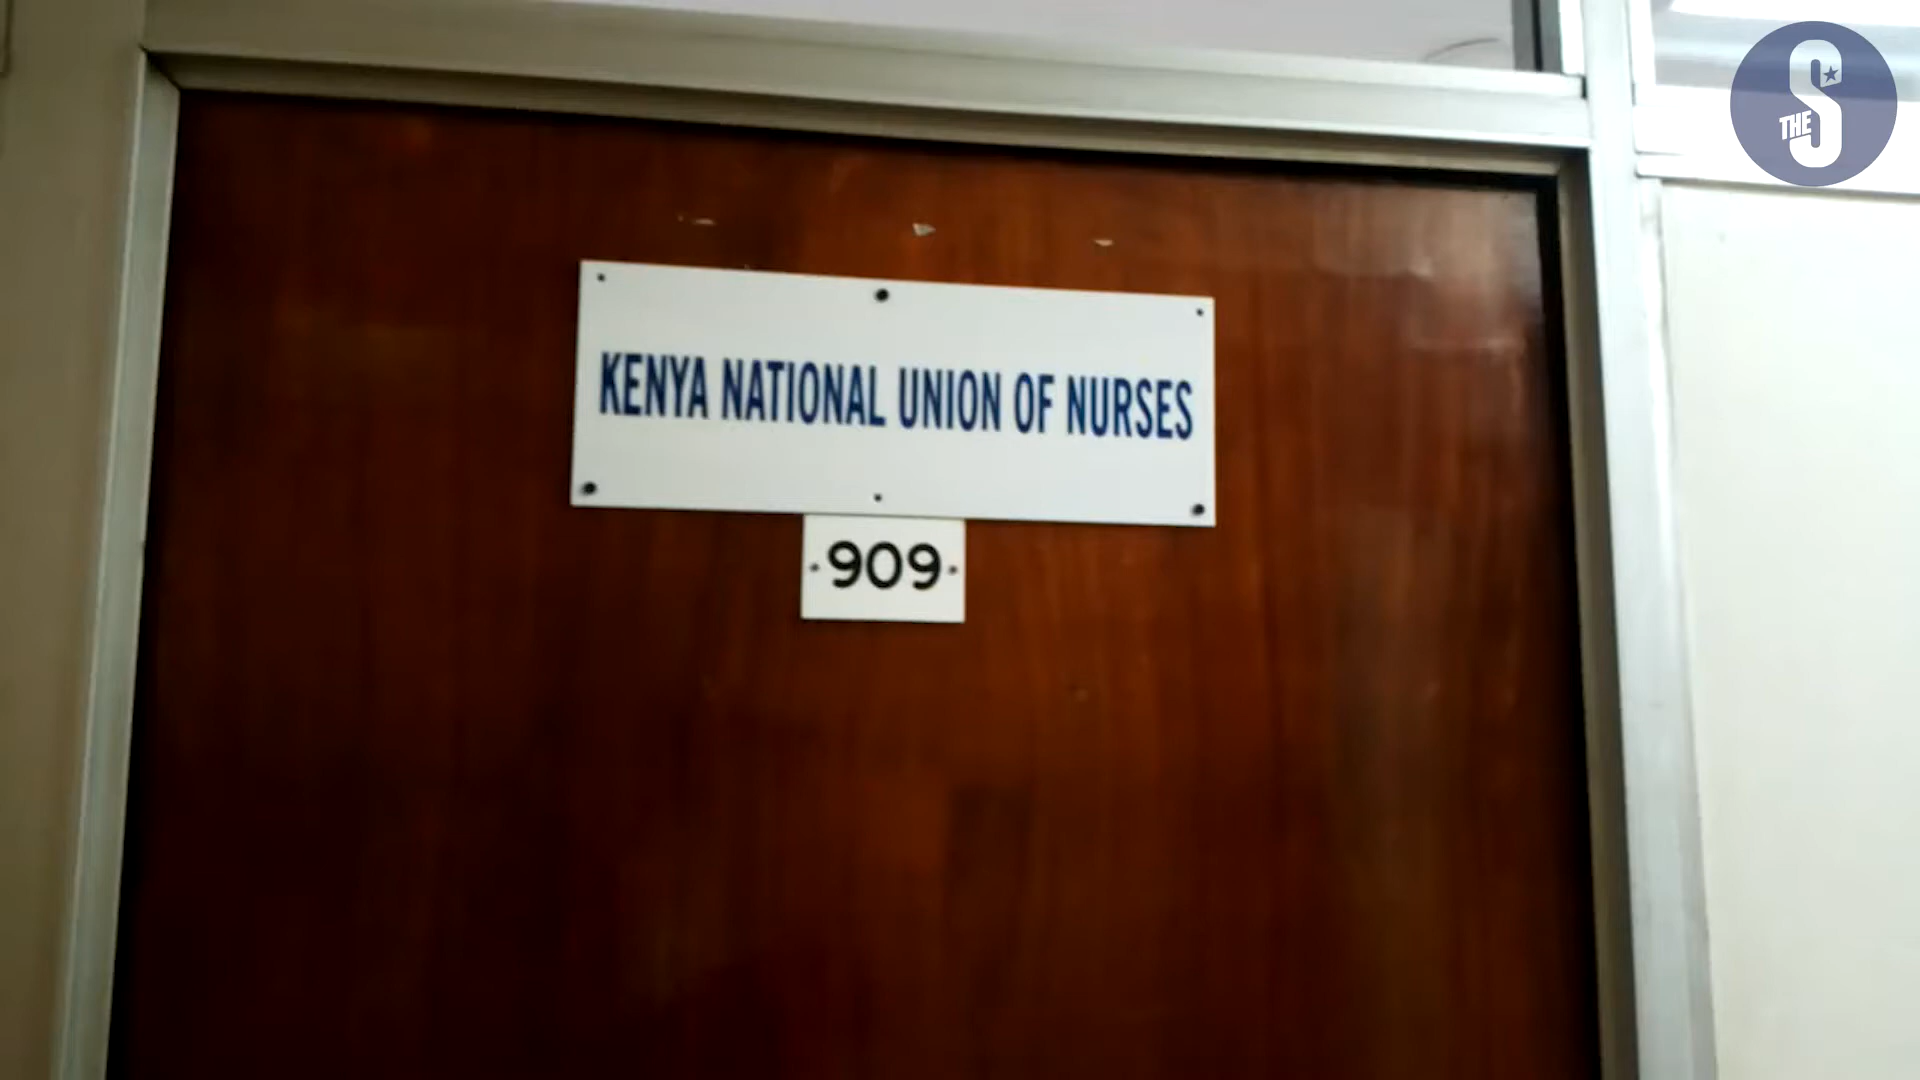 THE S
KENYA NATIONAL UNION OF NURSES
909